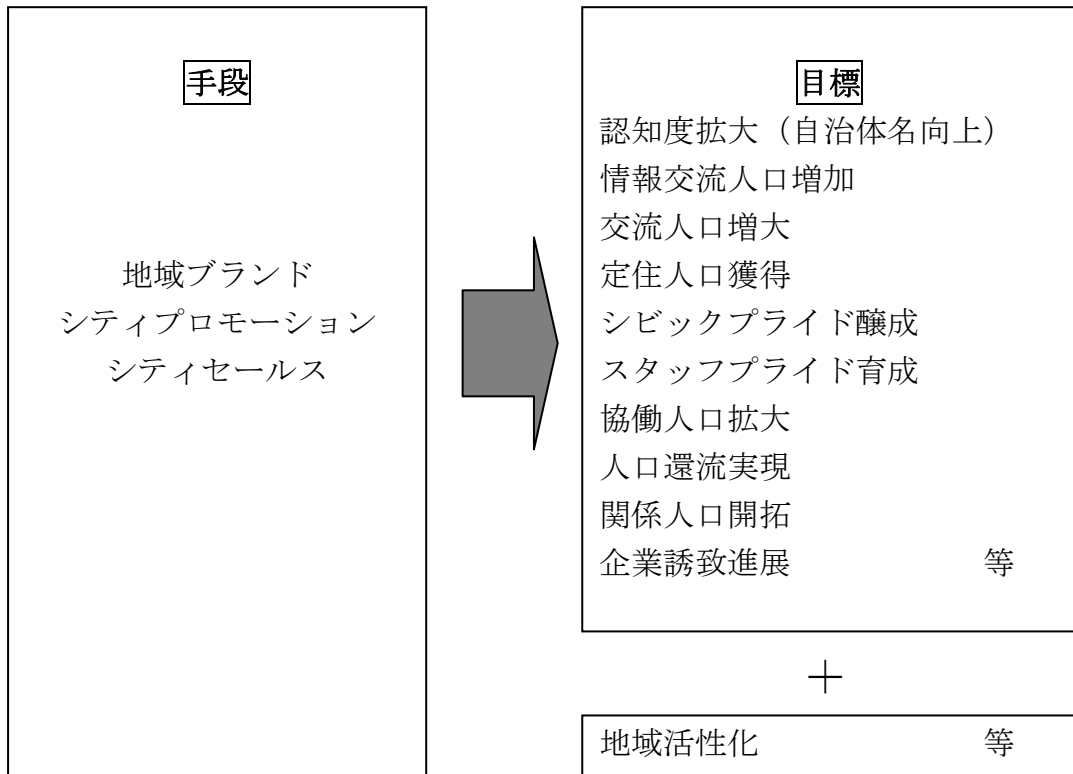 手段
地域ブランド
シティプロモーション
シティセールス
目標
認知度拡大（自治体名向上）
情報交流人口増加
交流人口増大
定住人口獲得
シビックプライド醸成
スタッフプライド育成
協働人口拡大
人口還流実現
関係人口開拓
企業誘致進展　等
＋
地域活性化　等